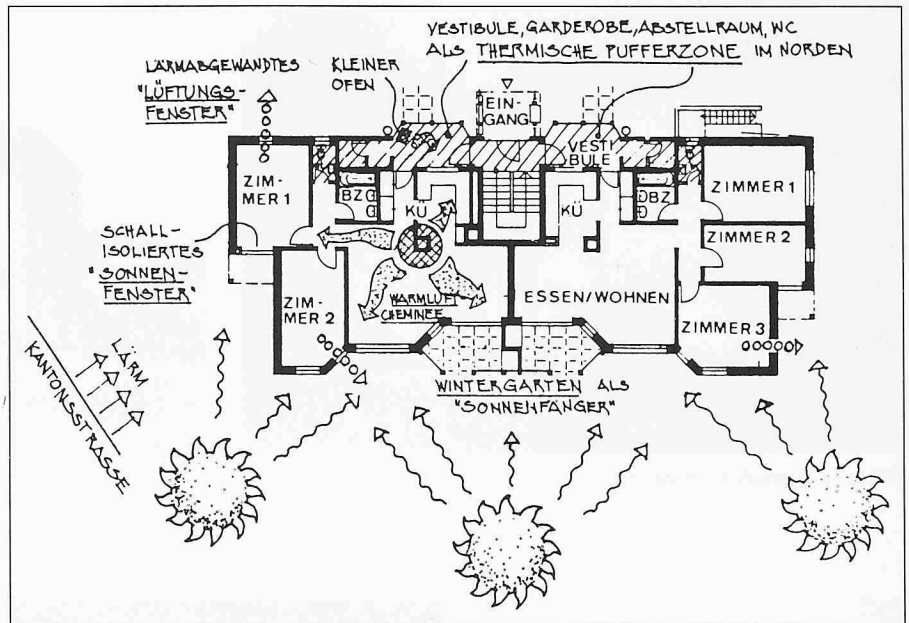 VESTIBULE, GARDEROBE, ABSTELLRAUM, WC
ALS THERMISCHE PUFFERZONE IM NORDEN
LÄRMABGEWANDTES
"LÜFTUNGS-
FENSTER"
KLEINER
OFEN
EIN-
GANG
VESTI
BULE
ZIM-
MER 1
BZ
KÜ
KÜ
BZ
ZIMMER 1
SCHALL-
ISOLIERTES
"SONNEN-
FENSTER"
ZIMMER 2
ZIM-
MER 2
WARMLUFT
CHEMINEE
ESSEN/WOHNEN
ZIMMER 3
LÄRM
KANTONSSTRASSE
WINTERGARTEN ALS
"SONNENFÄNGER"